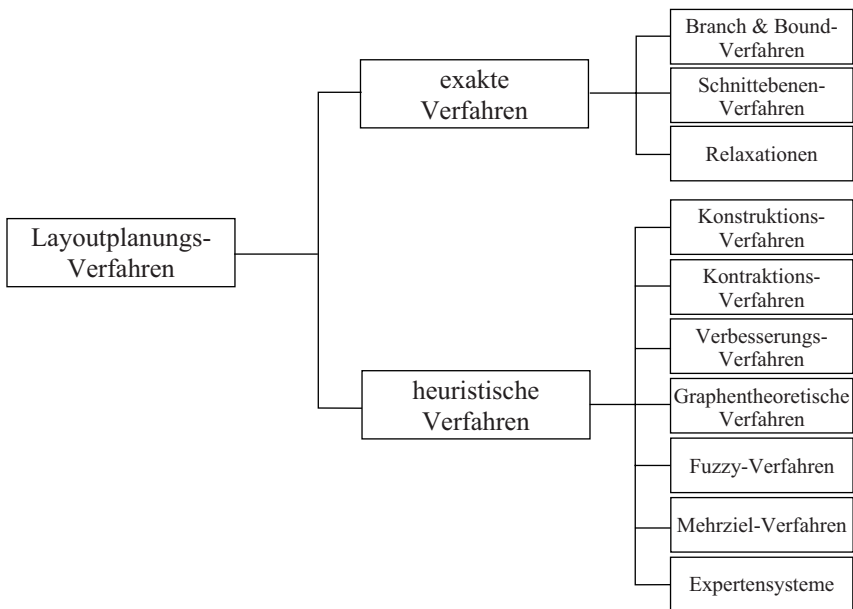 Layoutplanungs-
Verfahren
exakte
Verfahren
Branch & Bound-
Verfahren
Schnittebenen-
Verfahren
Relaxationen
heuristische
Verfahren
Konstruktions-
Verfahren
Kontraktions-
Verfahren
Verbesserungs-
Verfahren
Graphentheoretische
Verfahren
Fuzzy-Verfahren
Mehrziel-Verfahren
Expertensysteme